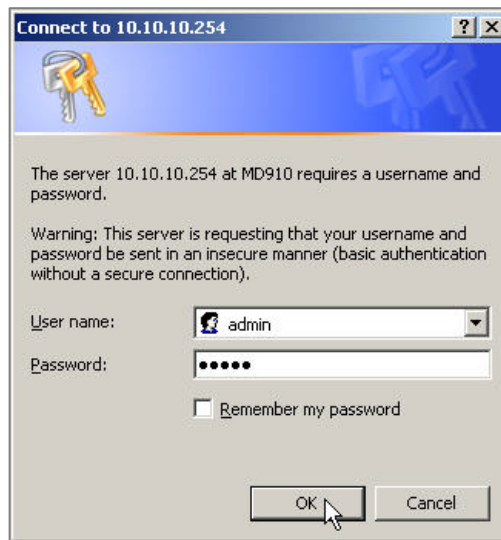 Connect to 10.10.10.254
The server 10.10.10.254 at MD910 requires a username and
password.
Warning: This server is requesting that your username and
password be sent in an insecure manner (basic authentication
without a secure connection).
User name:
admin
Password:
•••••
Remember my password
OK
Cancel